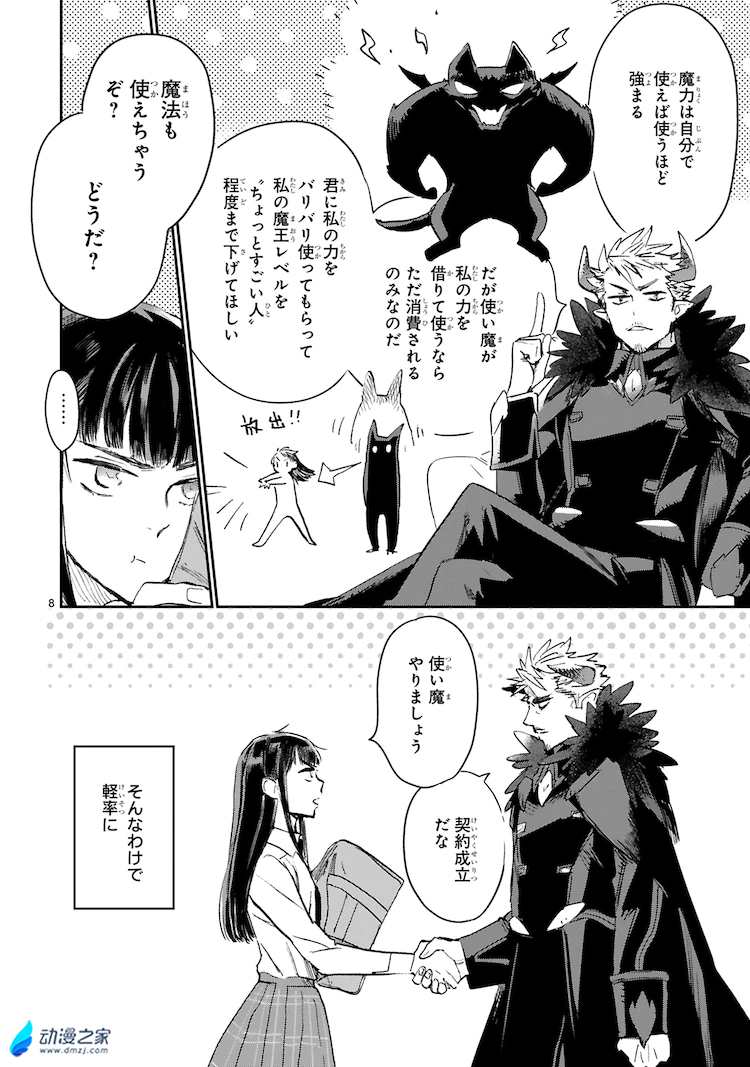 魔力は自分で
使えば使うほど
強まる
だが使い魔が
私の力を
借りて使うなら
ただ消費される
のみなのだ
君に私の力を
バリバリ使ってもらって
私の魔王レベルを
〝ちょっとすごい人〟
程度まで下げてほしい
放出!!
魔法も
使えちゃう
ぞ?
どうだ?
……
8
使い魔
やりましょう
契約成立
だな
そんなわけで
軽率に
动漫之家
www.dmzj.com